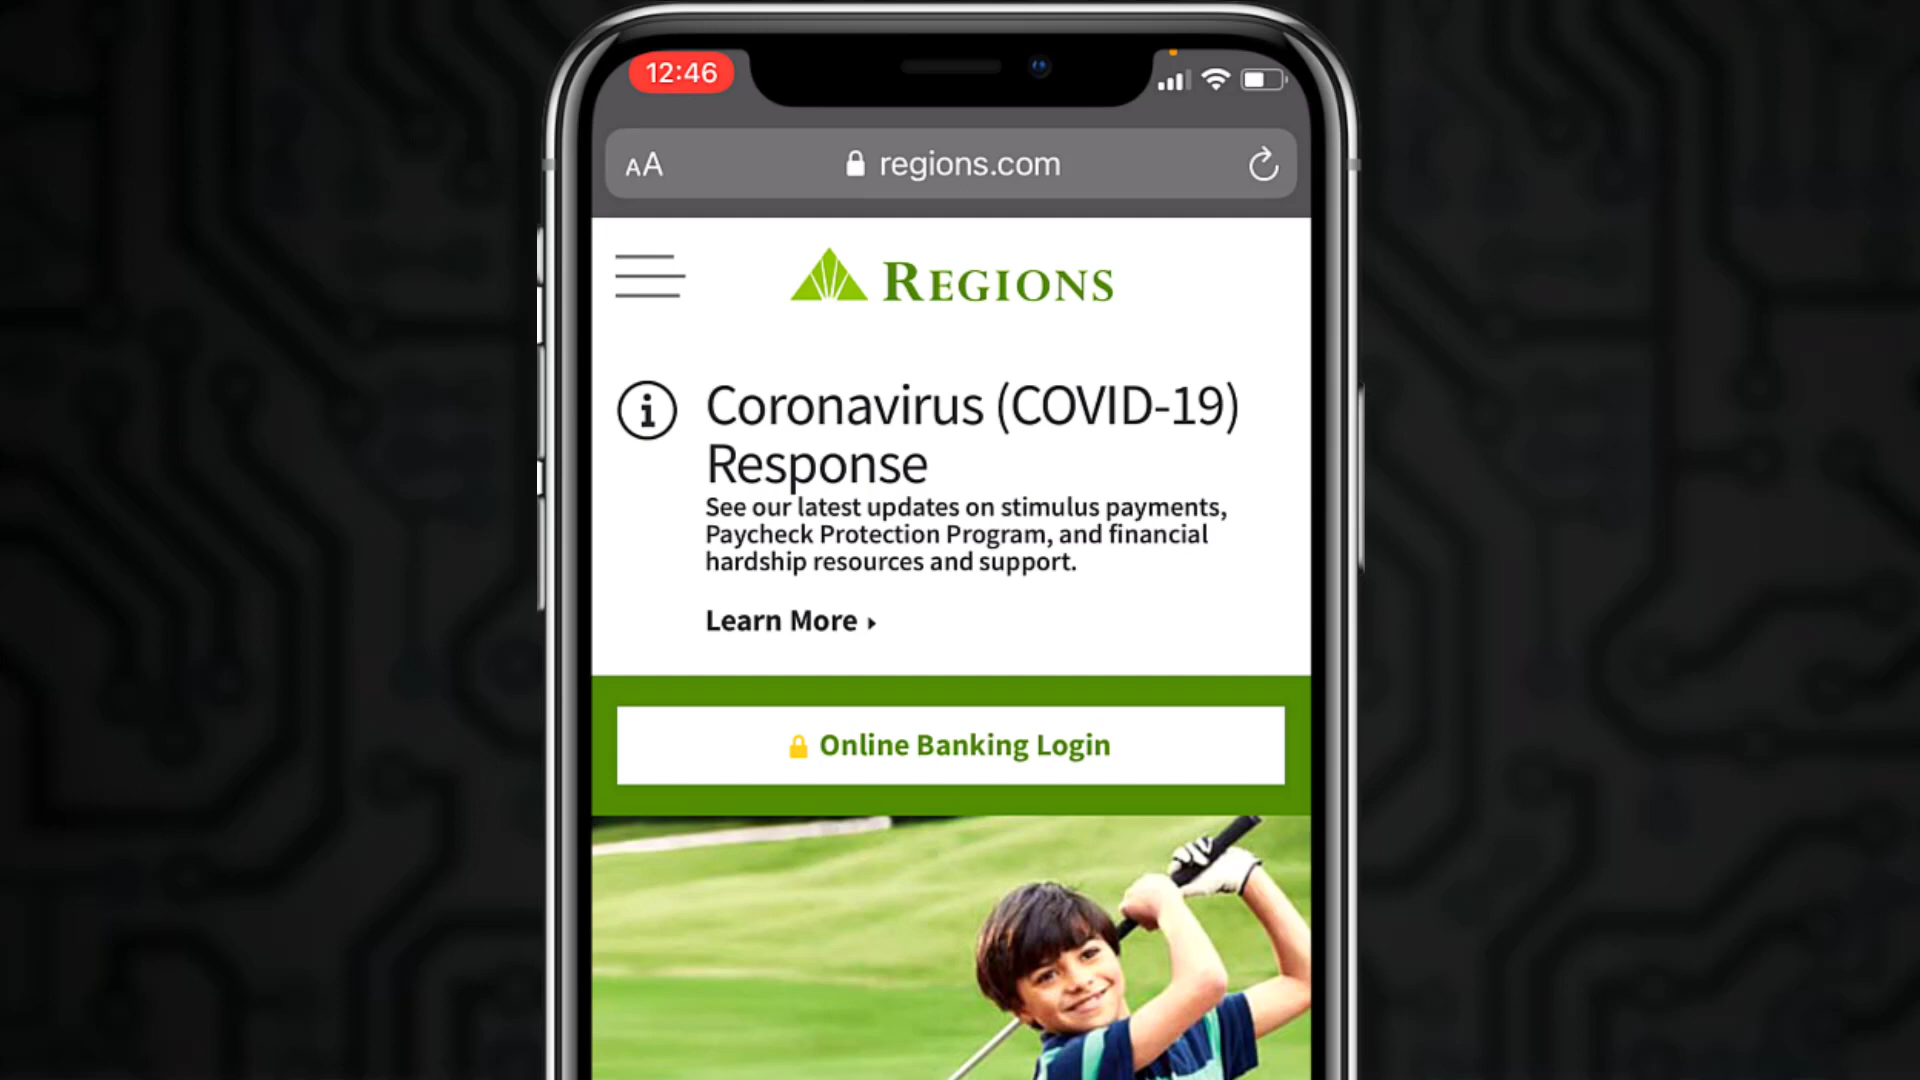 12:46
AA
regions.com
REGIONS
Coronavirus (COVID-19)
Response
See our latest updates on stimulus payments,
Paycheck Protection Program, and financial
hardship resources and support.
Learn More
Online Banking Login